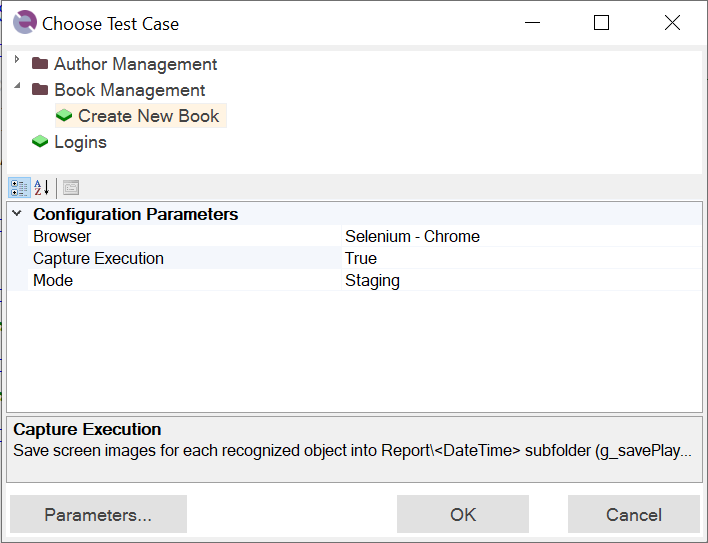 Choose Test Case
Author Management
Book Management
Create New Book
Logins
Configuration Parameters
Browser Selenium - Chrome
Capture Execution True
Mode Staging
Capture Execution
Save screen images for each recognized object into Report\<DateTime> subfolder (g_savePlay...
Parameters... OK Cancel